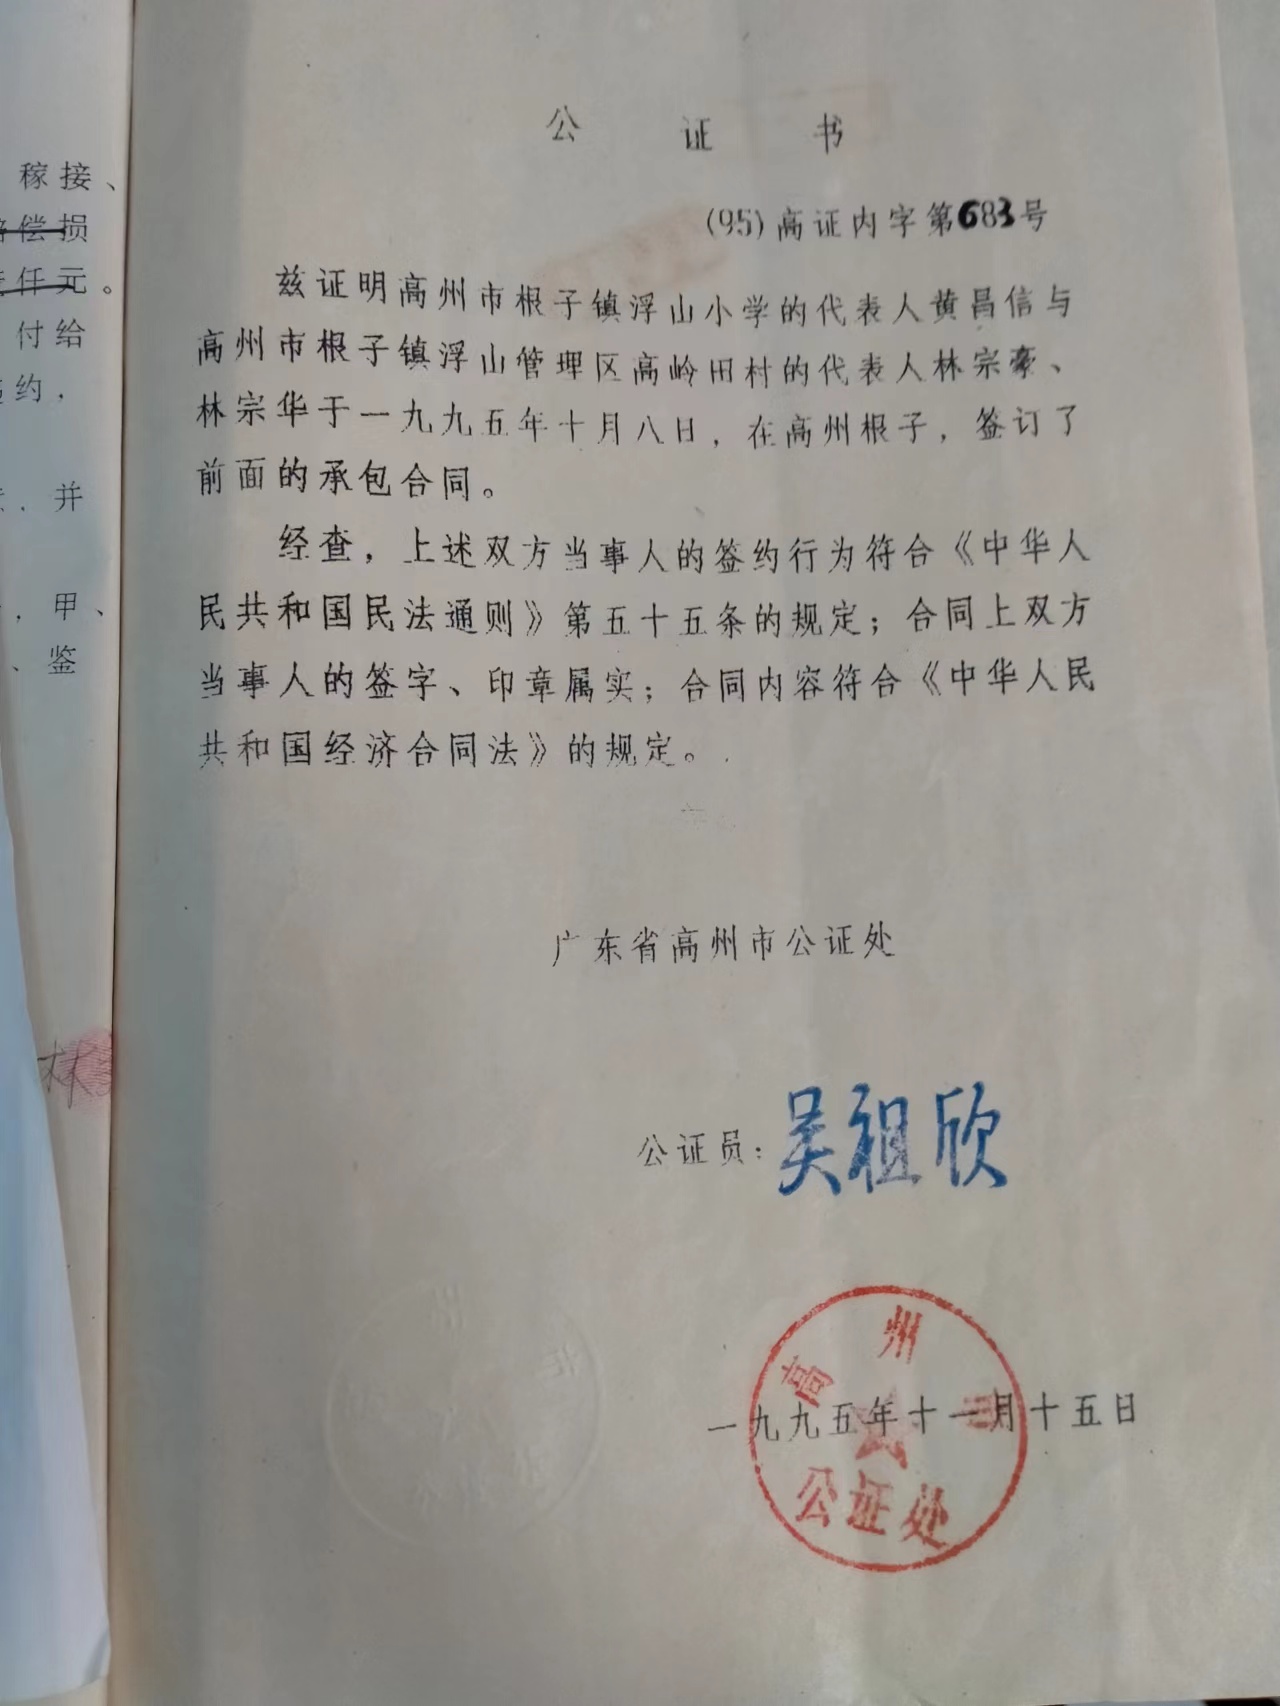 稼接、
偿损
仟元。
付给
约，
并
，甲、
、鉴
林
公证书
(95)高证内字第683号
兹证明高州市根子镇浮山小学的代表人黄昌信与
高州市根子镇浮山管理区高岭田村的代表人林宗豪、
林宗华于一九九五年十月八日，在高州根子，签订了
前面的承包合同。
经查，上述双方当事人的签约行为符合《中华人
民共和国民法通则》第五十五条的规定；合同上双方
当事人的签字、印章属实；合同内容符合《中华人民
共和国经济合同法》的规定。
广东省高州市公证处
公证员：吴祖欣
高州市
一九九五年十一月十五日
公证处